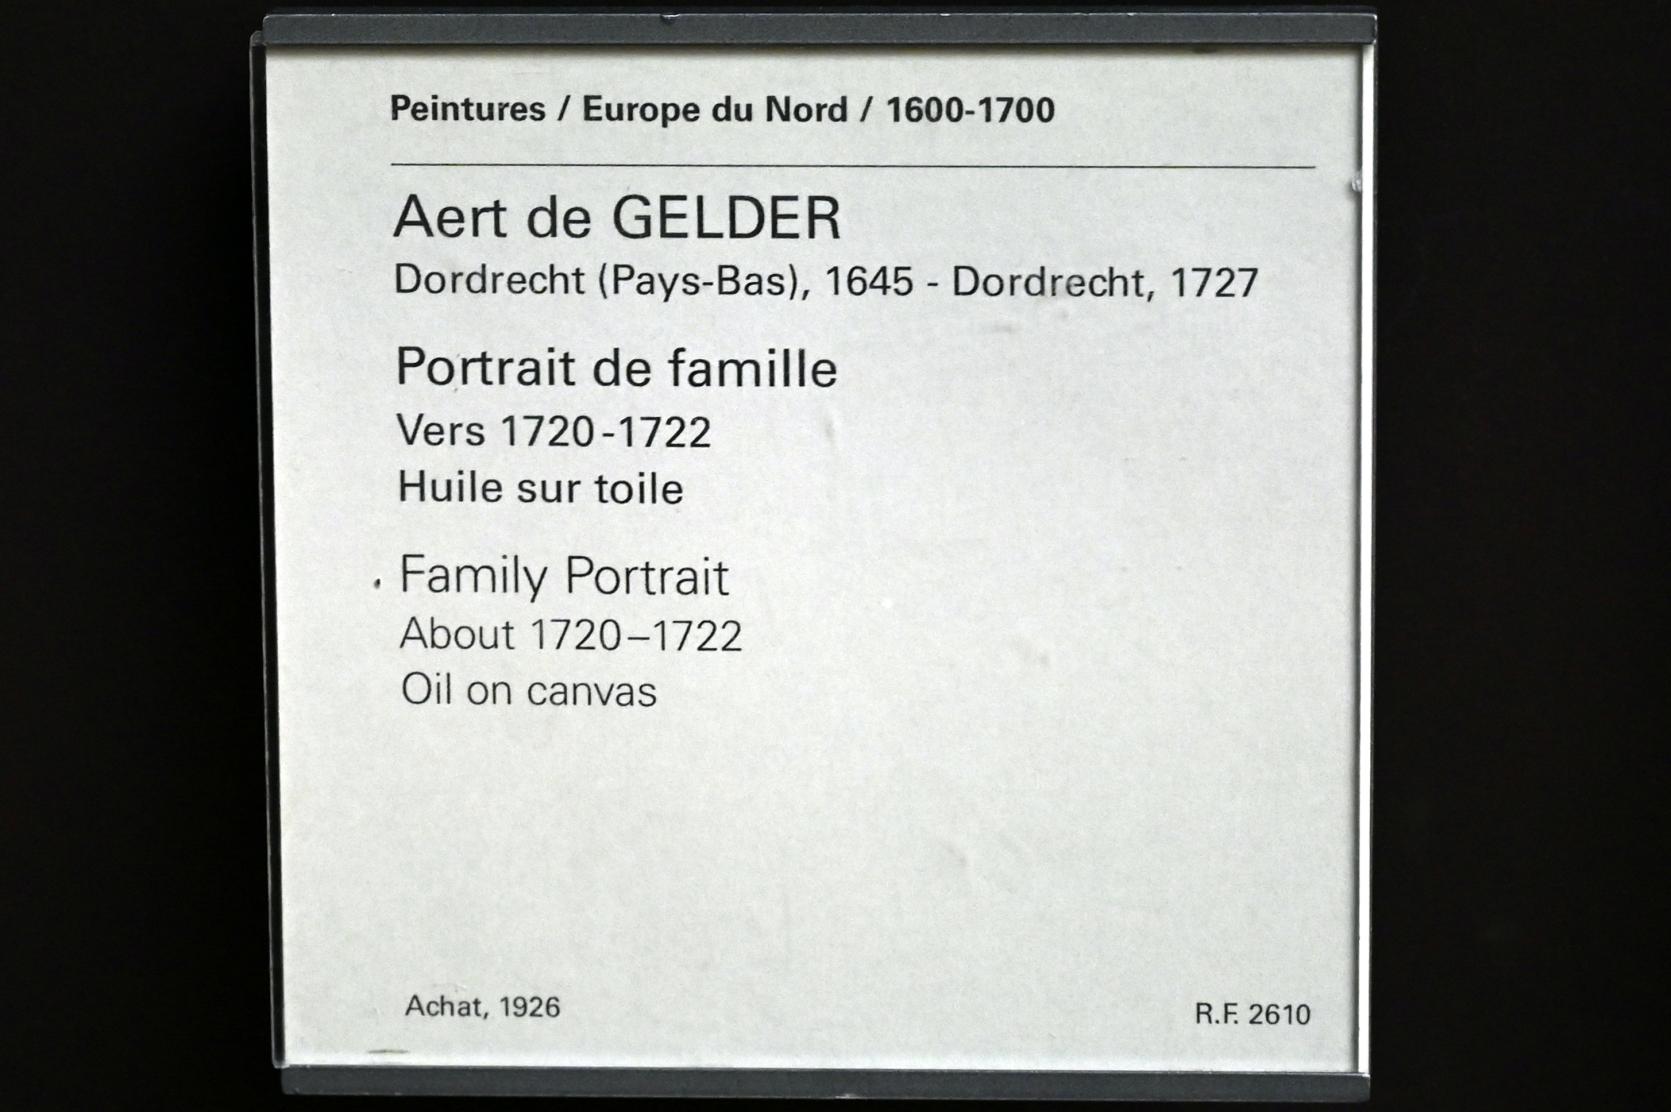 Peintures / Europe du Nord / 1600-1700
Aert de GELDER
Dordrecht (Pays-Bas), 1645 - Dordrecht, 1727
Portrait de famille
Vers 1720-1722
Huile sur toile
Family Portrait
About 1720–1722
Oil on canvas
Achat, 1926
R.F. 2610